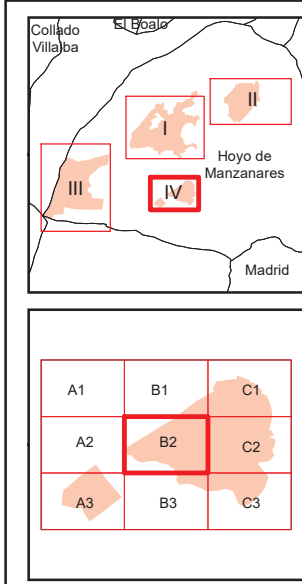 Collado
Villalba
El Boalo
II
I
Hoyo de
Manzanares
III
IV
Madrid
A1 B1 C1
A2 B2 C2
A3 B3 C3